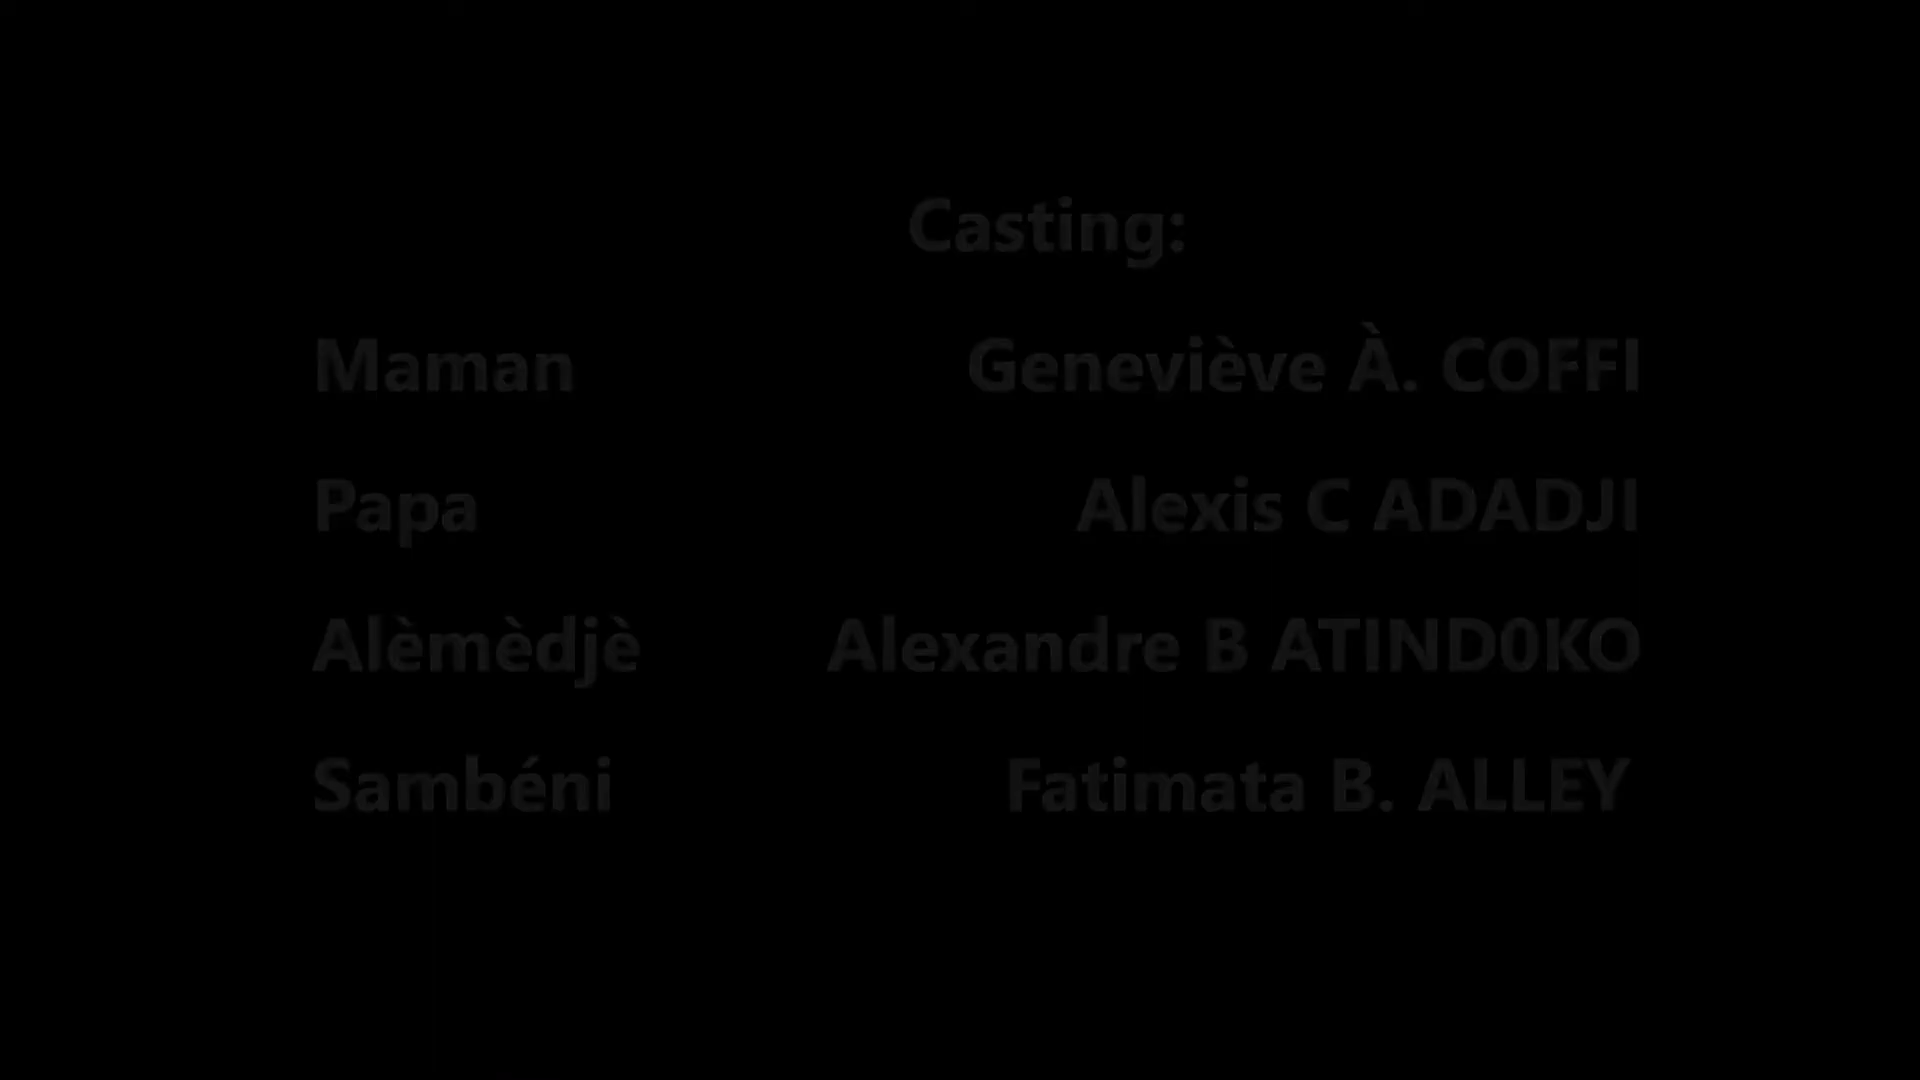 Casting:
Maman Geneviève À. COFFI
Papa Alexis C ADADJI
Alèmèdjè Alexandre B ATIND0KO
Sambéni Fatimata B. ALLEY